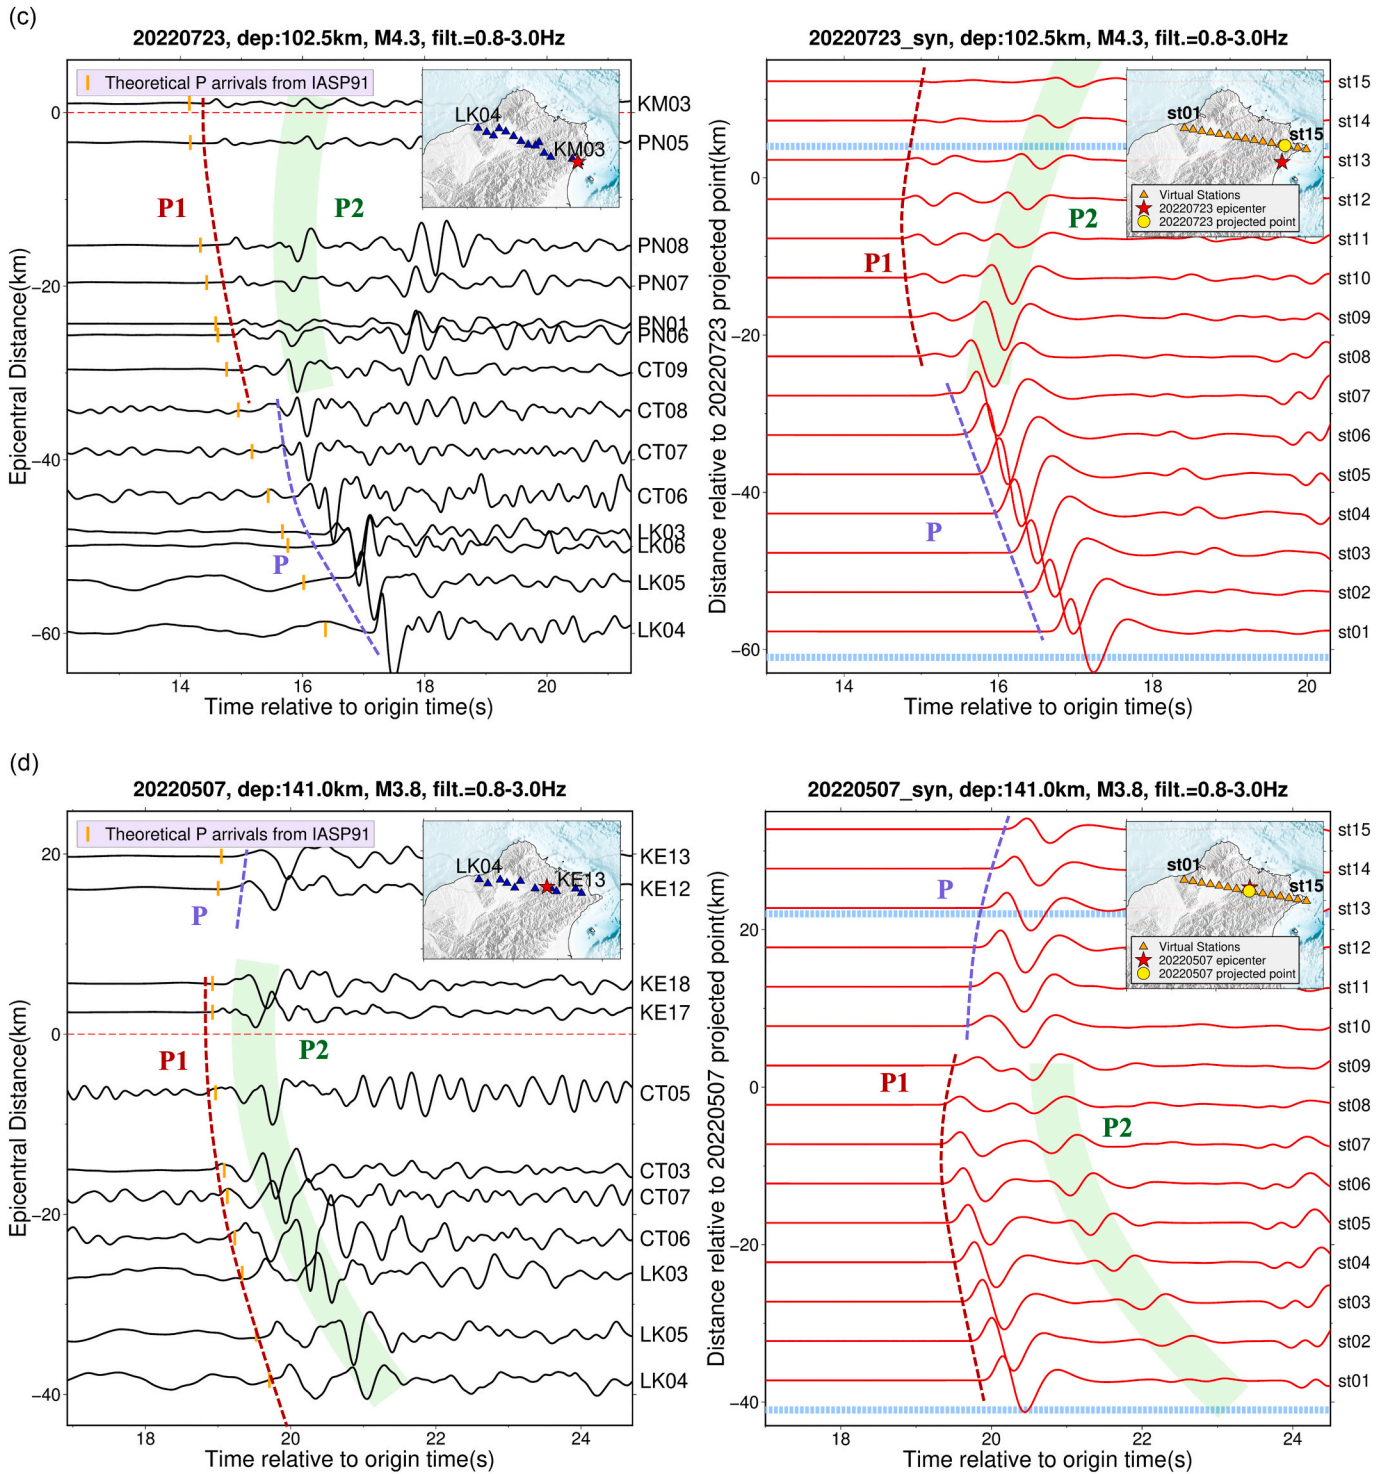 (c)
20220723, dep:102.5km, M4.3, filt.=0.8-3.0Hz
Theoretical P arrivals from IASP91
LK04
KM03
P1
P2
P
KM03
PN05
PN08
PN07
PN01
PN06
CT09
CT08
CT07
CT06
LK03
LK06
LK05
LK04
0
−20
−40
−60
Epicentral Distance(km)
14 16 18 20
Time relative to origin time(s)
20220723_syn, dep:102.5km, M4.3, filt.=0.8-3.0Hz
st01
st15
Virtual Stations
20220723 epicenter
20220723 projected point
P1
P2
P
st15
st14
st13
st12
st11
st10
st09
st08
st07
st06
st05
st04
st03
st02
st01
0
−20
−40
−60
Distance relative to 20220723 projected point(km)
14 16 18 20
Time relative to origin time(s)
(d)
20220507, dep:141.0km, M3.8, filt.=0.8-3.0Hz
Theoretical P arrivals from IASP91
LK04
KE13
P
P1
P2
KE13
KE12
KE18
KE17
CT05
CT03
CT07
CT06
LK03
LK05
LK04
20
0
−20
−40
Epicentral Distance(km)
18 20 22 24
Time relative to origin time(s)
20220507_syn, dep:141.0km, M3.8, filt.=0.8-3.0Hz
st01
st15
Virtual Stations
20220507 epicenter
20220507 projected point
P
P1
P2
st15
st14
st13
st12
st11
st10
st09
st08
st07
st06
st05
st04
st03
st02
st01
20
0
−20
−40
Distance relative to 20220507 projected point(km)
18 20 22 24
Time relative to origin time(s)